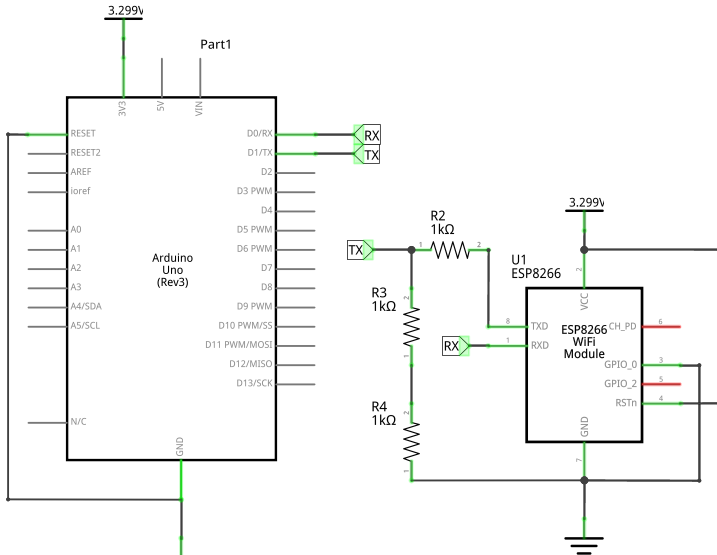 3.299V
Part1
3V3
5V
VIN
RESET
RESET2
AREF
ioref
A0
A1
A2
A3
A4/SDA
A5/SCL
N/C
Arduino
Uno
(Rev3)
D0/RX
D1/TX
D2
D3 PWM
D4
D5 PWM
D6 PWM
D7
D8
D9 PWM
D10 PWM/SS
D11 PWM/MOSI
D12/MISO
D13/SCK
GND
RX
TX
TX
R2
1kΩ
1
2
R3
1kΩ
2
1
R4
1kΩ
2
1
RX
3.299V
U1
ESP8266
2
VCC
ESP8266
WiFi
Module
8
TXD
1
RXD
CH_PD
6
GPIO_0
3
GPIO_2
5
RSTn
4
GND
7